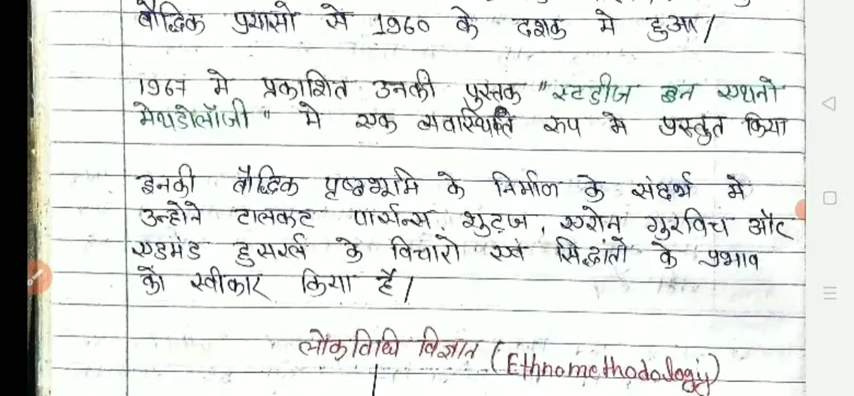 बौद्धिक प्रयासो से 1960 के दशक मे हुआ।
1967 मे प्रकाशित उनकी पुस्तक "स्टडीज इन एथनो
मेथडोलॉजी" मे एक व्यवस्थित रूप मे प्रस्तुत किया
इनकी बौद्धिक पृष्ठभूमि के निर्माण के संदर्भ मे
उन्होने टालकट पार्सन्स, शुट्ज, एरोन गुरविच और
एडमंड हुसर्ल के विचारो एवं सिद्धांतो के प्रभाव
को स्वीकार किया है।
लोकविधि विज्ञान (Ethnomethodology)